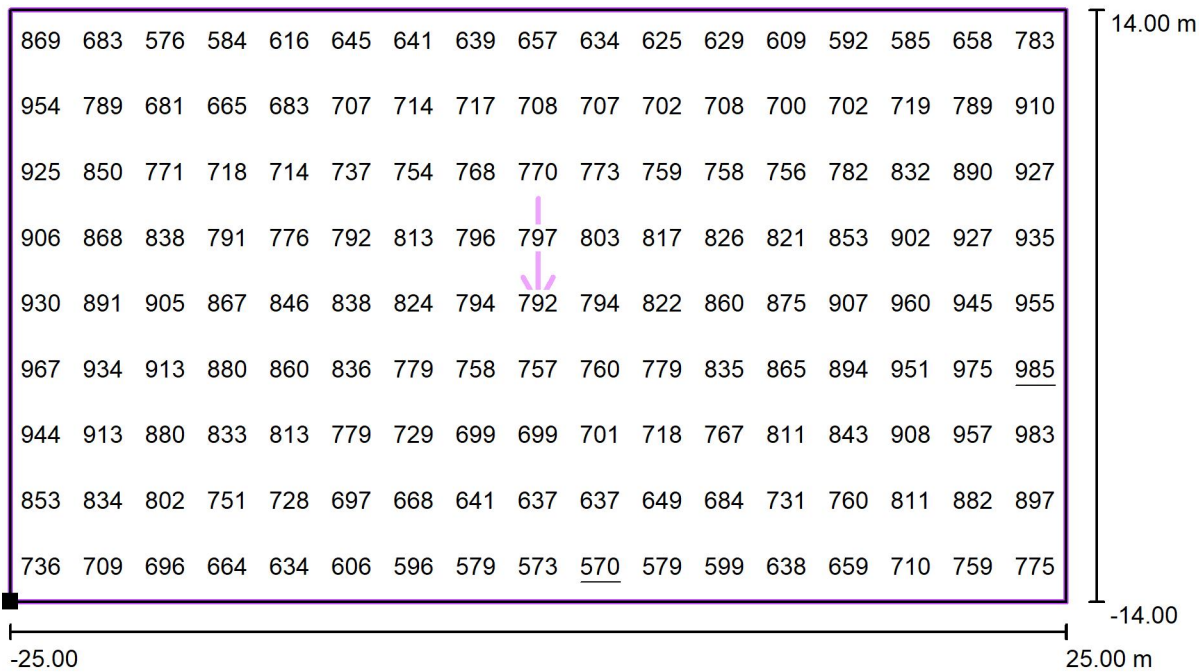 869 683 576 584 616 645 641 639 657 634 625 629 609 592 585 658 783 14.00 m
954 789 681 665 683 707 714 717 708 707 702 708 700 702 719 789 910
925 850 771 718 714 737 754 768 770 773 759 758 756 782 832 890 927
906 868 838 791 776 792 813 796 797 803 817 826 821 853 902 927 935
930 891 905 867 846 838 824 794 792 794 822 860 875 907 960 945 955
967 934 913 880 860 836 779 758 757 760 779 835 865 894 951 975 985
944 913 880 833 813 779 729 699 699 701 718 767 811 843 908 957 983
853 834 802 751 728 697 668 641 637 637 649 684 731 760 811 882 897
736 709 696 664 634 606 596 579 573 570 579 599 638 659 710 759 775
-14.00
-25.00 25.00 m